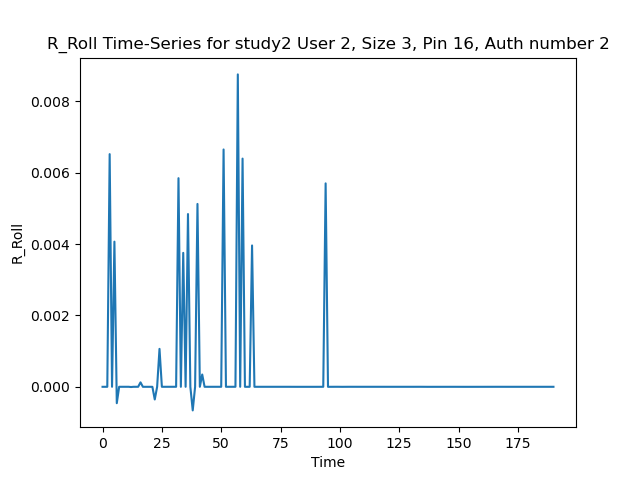 R_Roll Time-Series for study2 User 2, Size 3, Pin 16, Auth number 2
0.008
0.006
0.004
0.002
0.000
R_Roll
0 25 50 75 100 125 150 175
Time